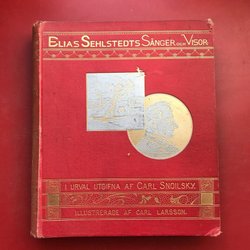 Elias Sehlstedts Sånger och Visor.
I URVAL UTGIFNA AF CARL SNOILSKY.
ILLUSTRERADE AF CARL LARSSON.